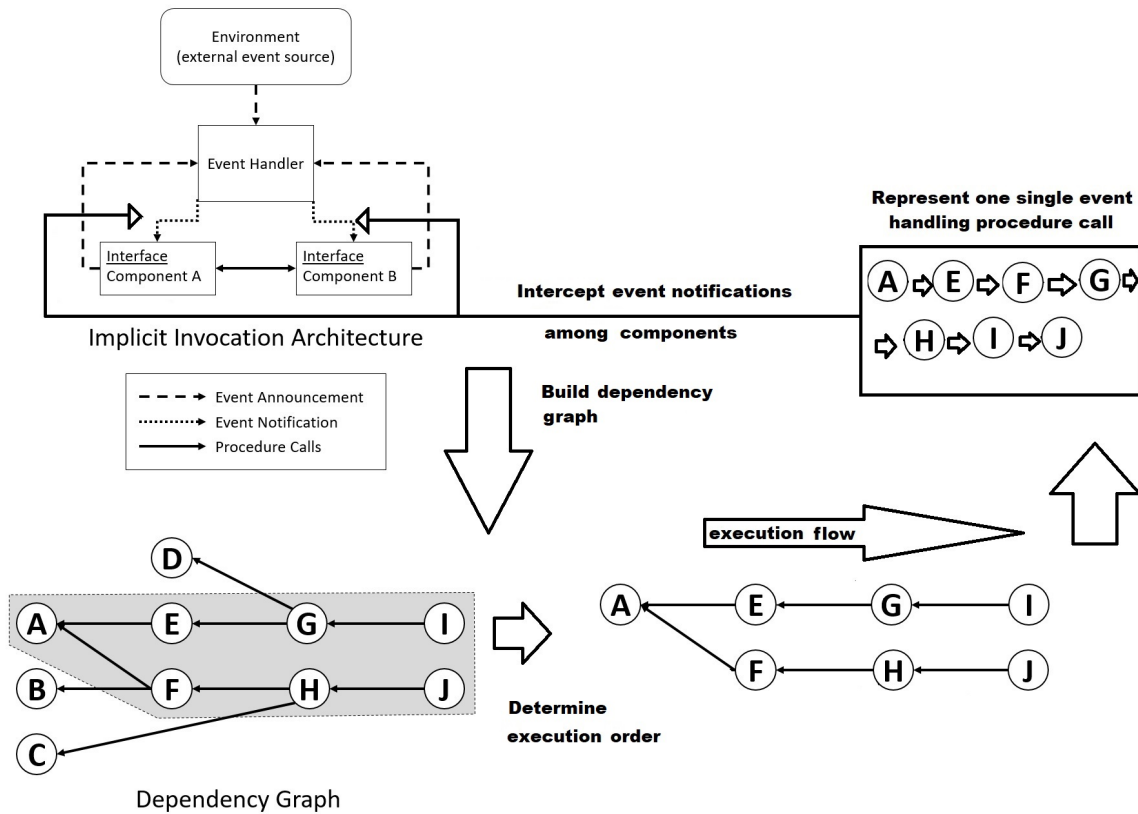 Environment
(external event source)
Event Handler
Interface
Component A
Interface
Component B
Implicit Invocation Architecture
Event Announcement
Event Notification
Procedure Calls
Intercept event notifications
among components
Represent one single event
handling procedure call
A
E
F
G
H
I
J
Build dependency
graph
execution flow
D
A
E
G
I
B
F
H
J
C
Dependency Graph
Determine
execution order
A
E
G
I
F
H
J